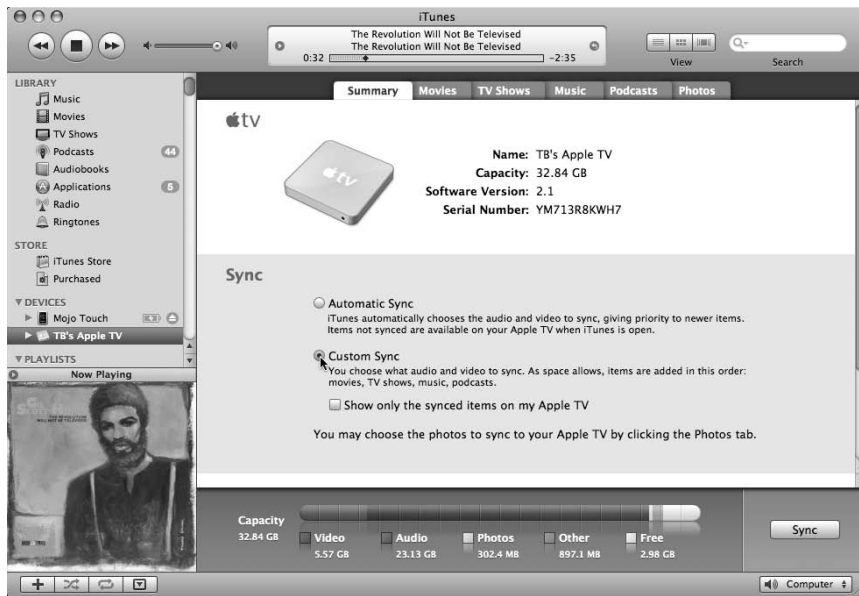 iTunes
The Revolution Will Not Be Televised
The Revolution Will Not Be Televised
0:32
-2:35
View
Search
LIBRARY
Music
Movies
TV Shows
Podcasts 44
Audiobooks
Applications 5
Radio
Ringtones
STORE
iTunes Store
Purchased
DEVICES
Mojo Touch
TB's Apple TV
PLAYLISTS
Now Playing
Summary Movies TV Shows Music Podcasts Photos
tv
tv
Name: TB's Apple TV
Capacity: 32.84 GB
Software Version: 2.1
Serial Number: YM713R8KWH7
Sync
Automatic Sync
iTunes automatically chooses the audio and video to sync, giving priority to newer items.
Items not synced are available on your Apple TV when iTunes is open.
Custom Sync
You choose what audio and video to sync. As space allows, items are added in this order:
movies, TV shows, music, podcasts.
Show only the synced items on my Apple TV
You may choose the photos to sync to your Apple TV by clicking the Photos tab.
Capacity
32.84 GB
Video
5.57 GB
Audio
23.13 GB
Photos
302.4 MB
Other
897.1 MB
Free
2.98 GB
Sync
Computer